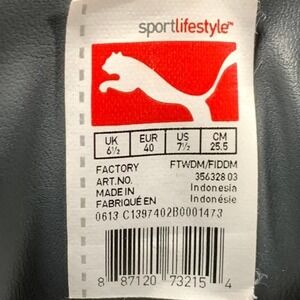 sportlifestyle™
UK EUR US CM
6½ 40 7½ 25.5
FACTORY FTWDM/FIDDM
ART.NO. 356328 03
MADE IN Indonesia
FABRIQUÉ EN Indonésie
0613 C1397402B0001473
8 87120 73215 4